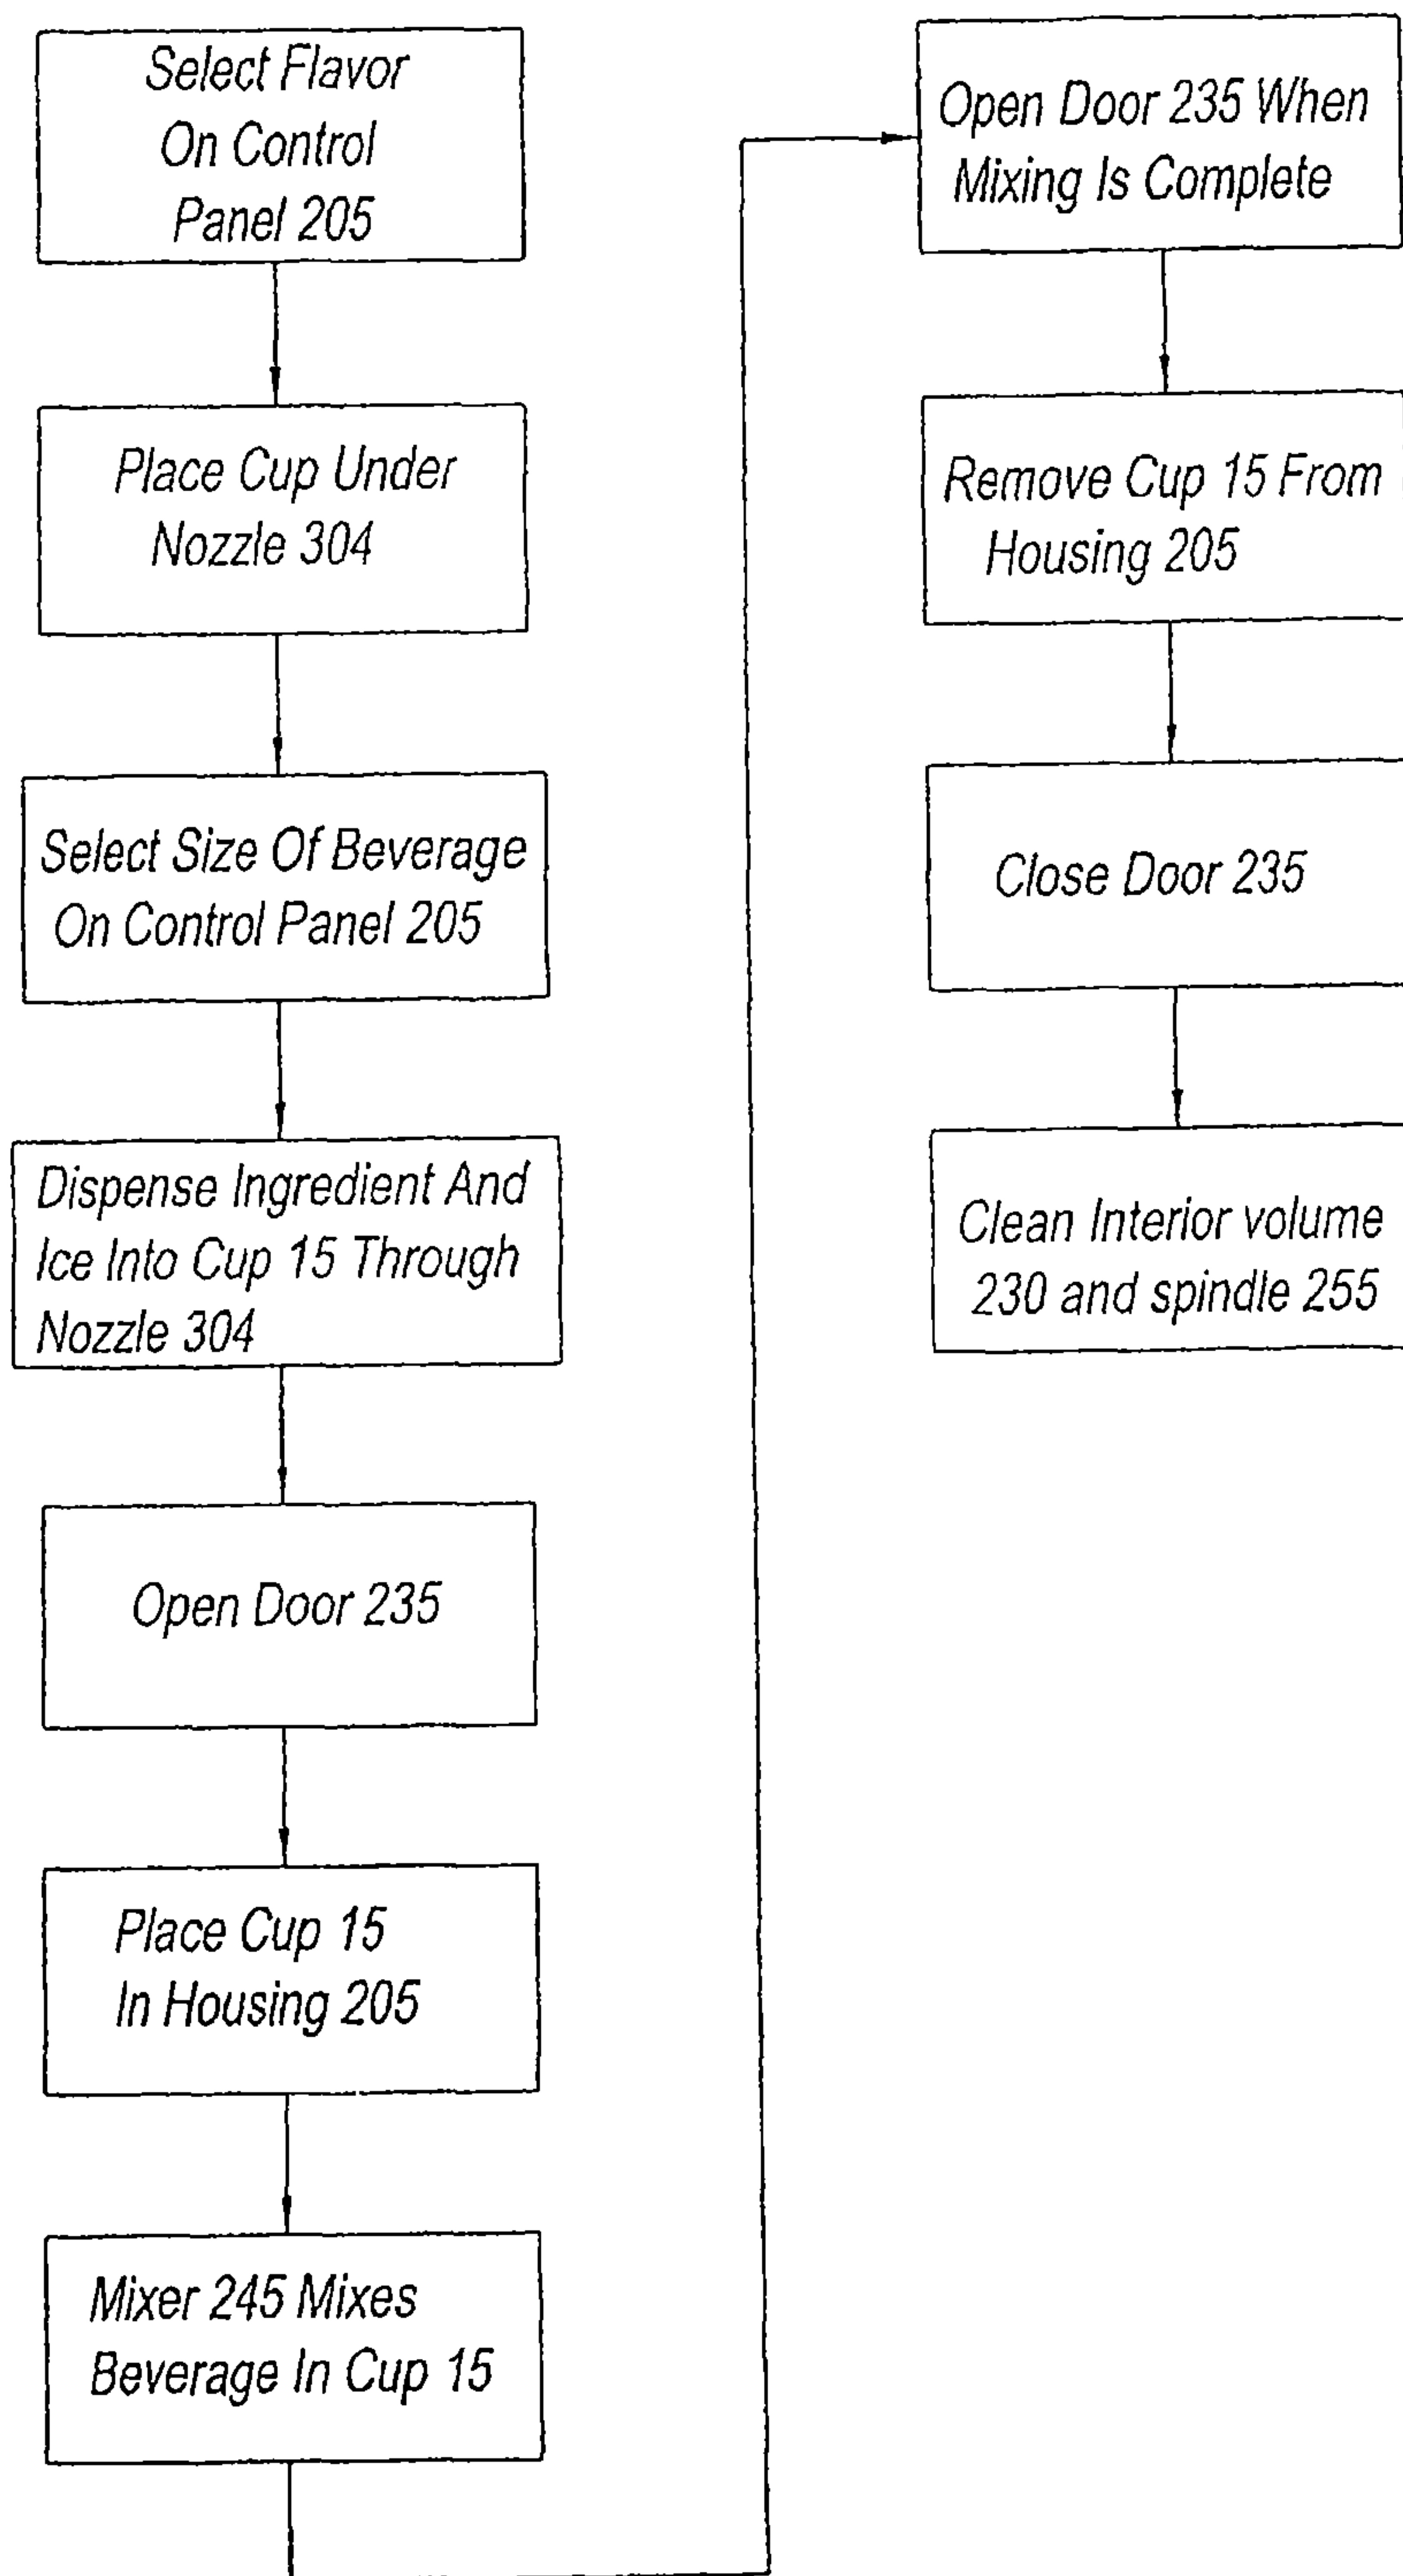 Select Flavor
On Control
Panel 205
Place Cup Under
Nozzle 304
Select Size Of Beverage
On Control Panel 205
Dispense Ingredient And
Ice Into Cup 15 Through
Nozzle 304
Open Door 235
Place Cup 15
In Housing 205
Mixer 245 Mixes
Beverage In Cup 15
Open Door 235 When
Mixing Is Complete
Remove Cup 15 From
Housing 205
Close Door 235
Clean Interior volume
230 and spindle 255